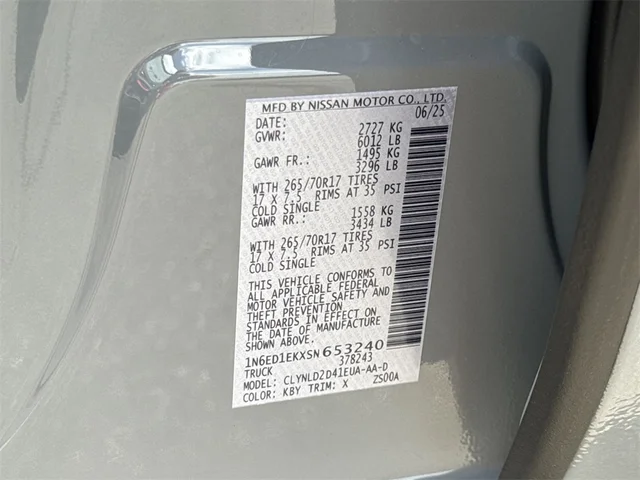 MFD BY NISSAN MOTOR CO., LTD.
DATE: 06/25
GVWR: 2727 KG
6012 LB
GAWR FR.: 1495 KG
3296 LB
WITH 265/70R17 TIRES
17 X 7.5 RIMS AT 35 PSI
COLD SINGLE
GAWR RR.: 1558 KG
3434 LB
WITH 265/70R17 TIRES
17 X 7.5 RIMS AT 35 PSI
COLD SINGLE
THIS VEHICLE CONFORMS TO
ALL APPLICABLE FEDERAL
MOTOR VEHICLE SAFETY AND
THEFT PREVENTION
STANDARDS IN EFFECT
ON THE DATE OF MANUFACTURE
SHOWN ABOVE.
1N6ED1EKXSN653240
TRUCK 378243
MODEL: CLYNLD2D41EUA-AA-D
COLOR: KBY TRIM: X ZS00A